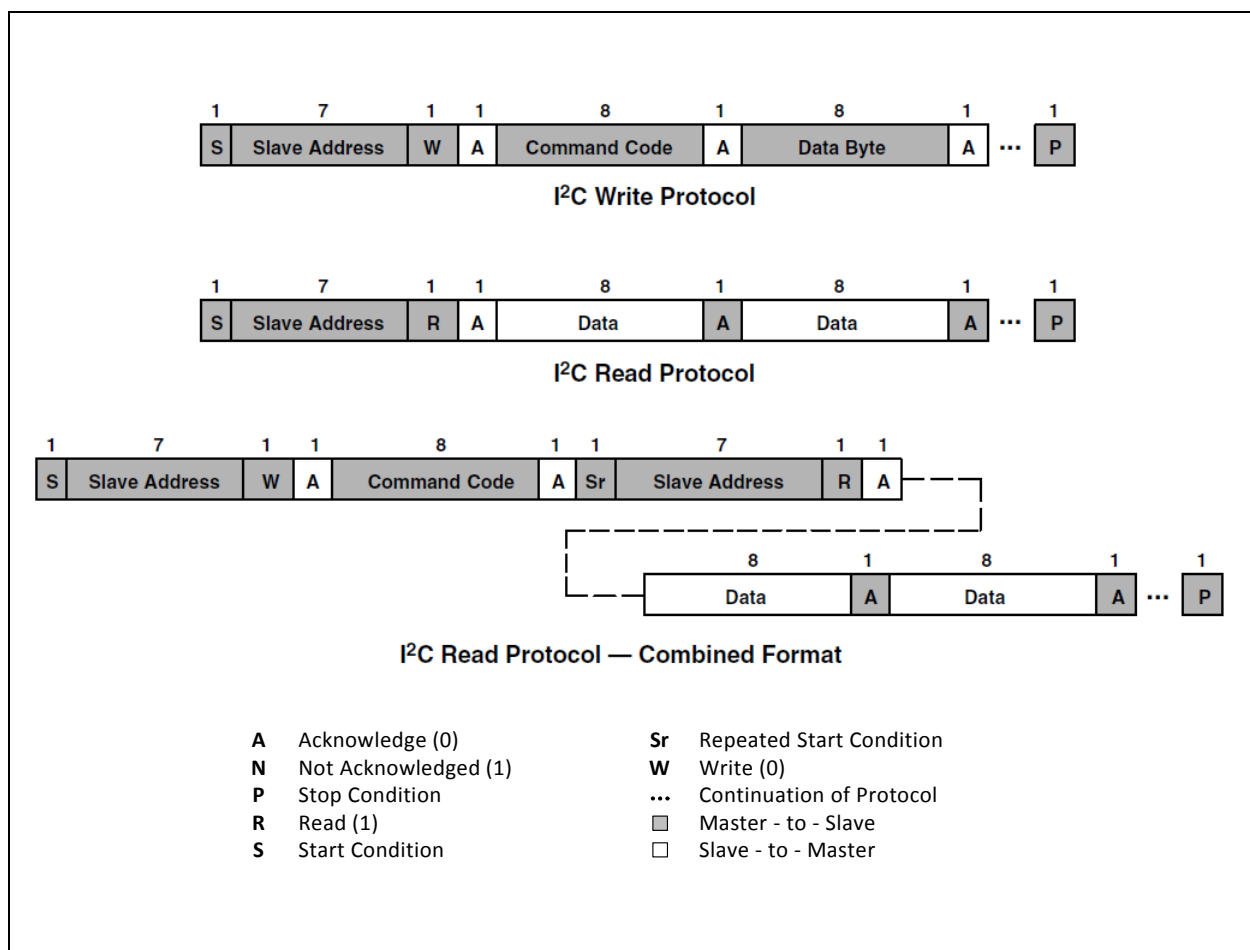 1 7 1 1 8 1 8 1 1
S Slave Address W A Command Code A Data Byte A ... P
I²C Write Protocol
1 7 1 1 8 1 8 1 1
S Slave Address R A Data A Data A ... P
I²C Read Protocol
1 7 1 1 8 1 1 7 1 1
S Slave Address W A Command Code A Sr Slave Address R A
8 1 8 1 1
Data A Data A ... P
I²C Read Protocol — Combined Format
A Acknowledge (0)
N Not Acknowledged (1)
P Stop Condition
R Read (1)
S Start Condition
Sr Repeated Start Condition
W Write (0)
... Continuation of Protocol
Master - to - Slave
Slave - to - Master